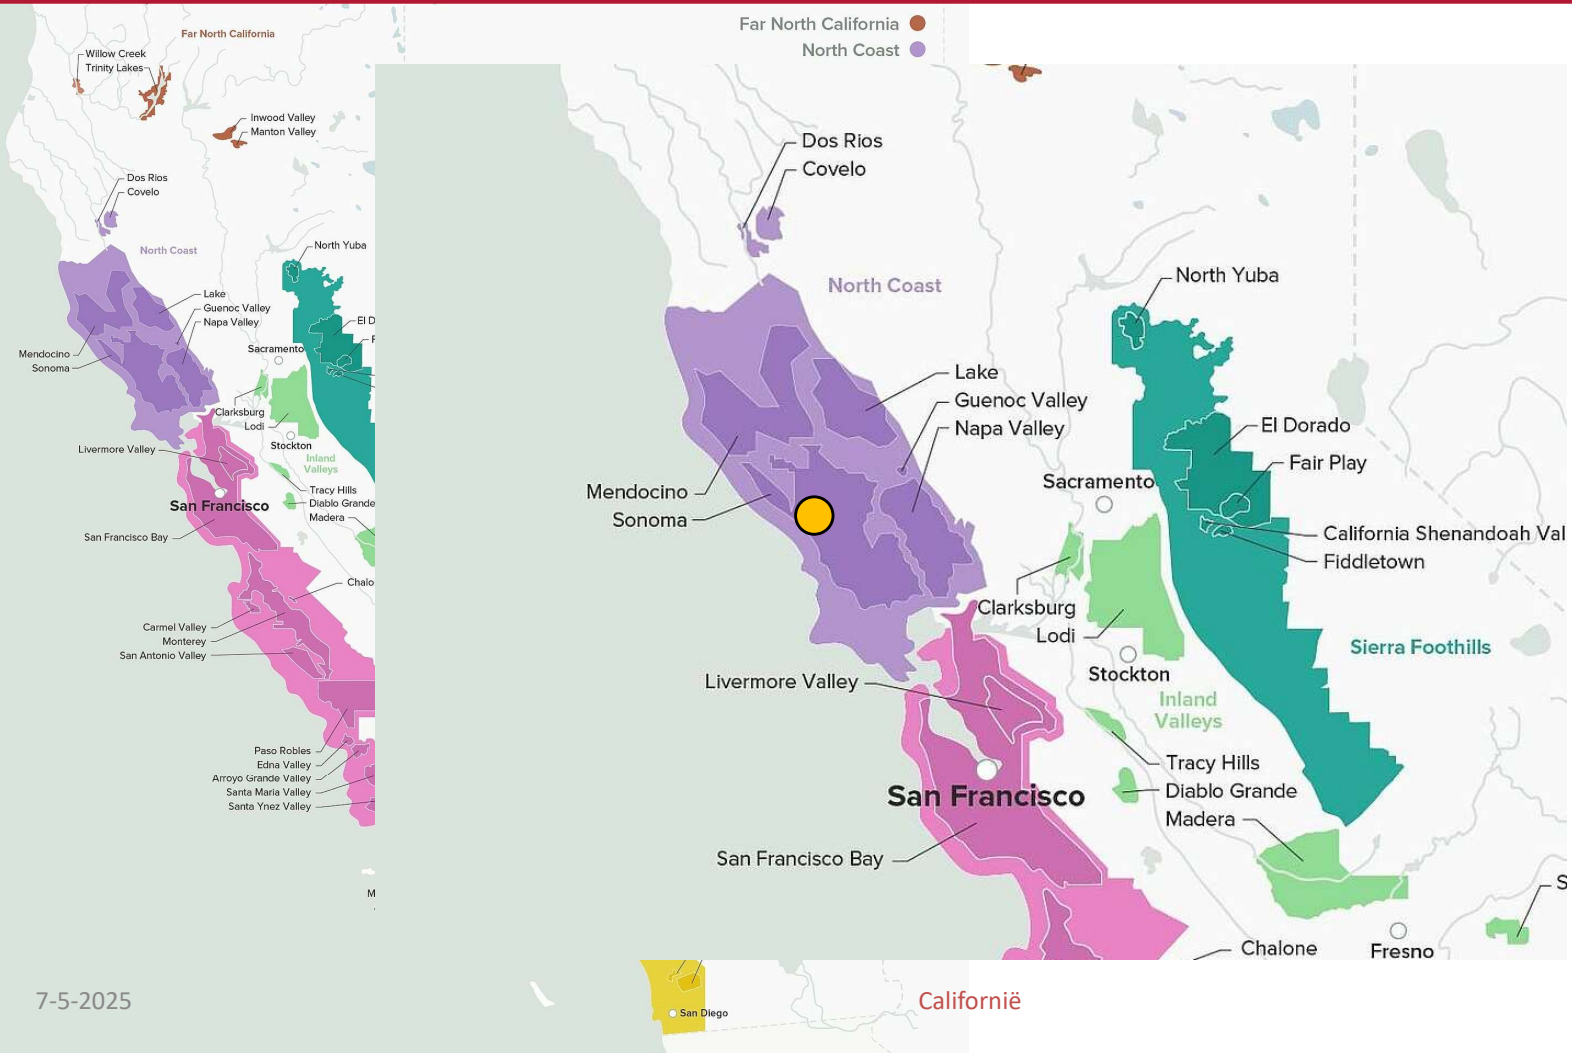 Far North California
North Coast
Far North California
Willow Creek
Trinity Lakes
Inwood Valley
Manton Valley
Dos Rios
Covelo
North Coast
North Yuba
Lake
Guenoc Valley
Napa Valley
El D
F
Sacramento
Mendocino
Sonoma
Clarksburg
Lodi
Stockton
Livermore Valley
Inland
Valleys
Tracy Hills
Diablo Grande
Madera
San Francisco
San Francisco Bay
Chalo
Carmel Valley
Monterey
San Antonio Valley
Paso Robles
Edna Valley
Arroyo Grande Valley
Santa Maria Valley
Santa Ynez Valley
M
Dos Rios
Covelo
North Coast
North Yuba
Lake
Guenoc Valley
Napa Valley
El Dorado
Fair Play
Sacramento
Mendocino
Sonoma
California Shenandoah Val
Fiddletown
Clarksburg
Lodi
Sierra Foothills
Stockton
Livermore Valley
Inland
Valleys
Tracy Hills
Diablo Grande
Madera
San Francisco
San Francisco Bay
S
Chalone
Fresno
San Diego
7-5-2025
Californië